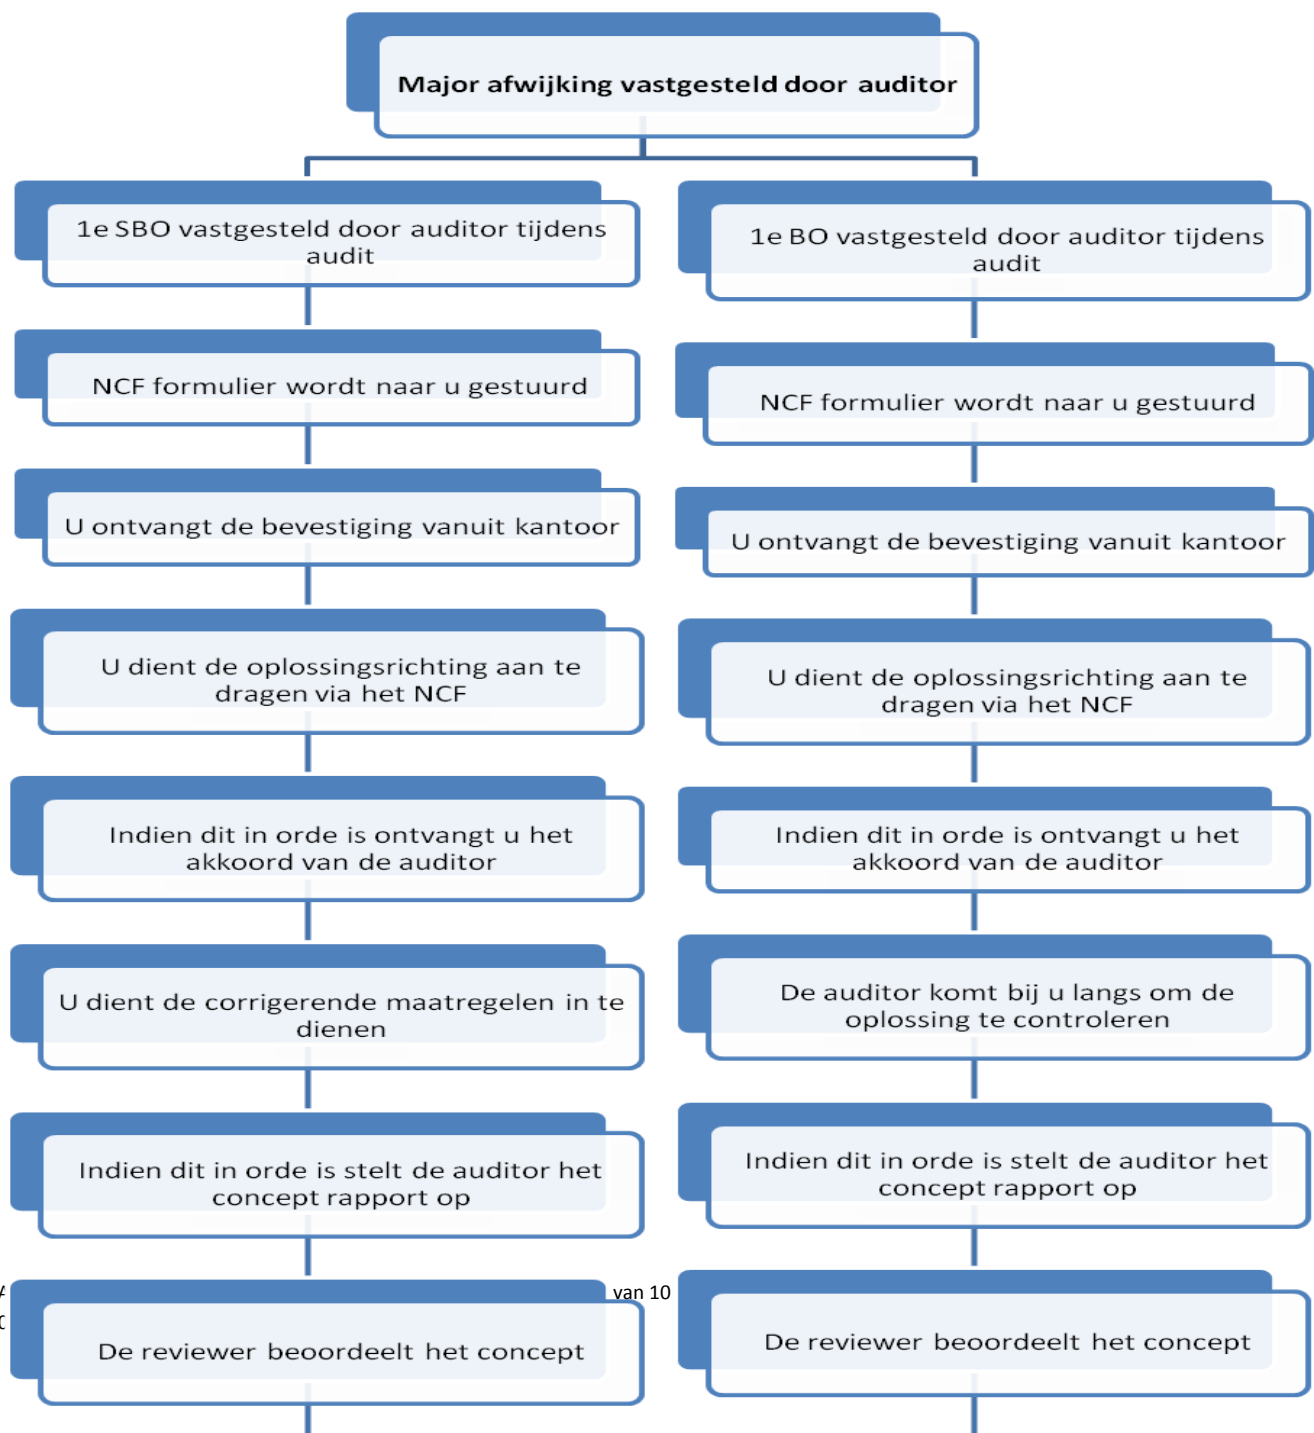 Major afwijking vastgesteld door auditor
1e SBO vastgesteld door auditor tijdens
audit
NCF formulier wordt naar u gestuurd
U ontvangt de bevestiging vanuit kantoor
U dient de oplossingsrichting aan te
dragen via het NCF
Indien dit in orde is ontvangt u het
akkoord van de auditor
U dient de corrigerende maatregelen in te
dienen
Indien dit in orde is stelt de auditor het
concept rapport op
De reviewer beoordeelt het concept
1e BO vastgesteld door auditor tijdens
audit
NCF formulier wordt naar u gestuurd
U ontvangt de bevestiging vanuit kantoor
U dient de oplossingsrichting aan te
dragen via het NCF
Indien dit in orde is ontvangt u het
akkoord van de auditor
De auditor komt bij u langs om de
oplossing te controleren
Indien dit in orde is stelt de auditor het
concept rapport op
De reviewer beoordeelt het concept
van 10